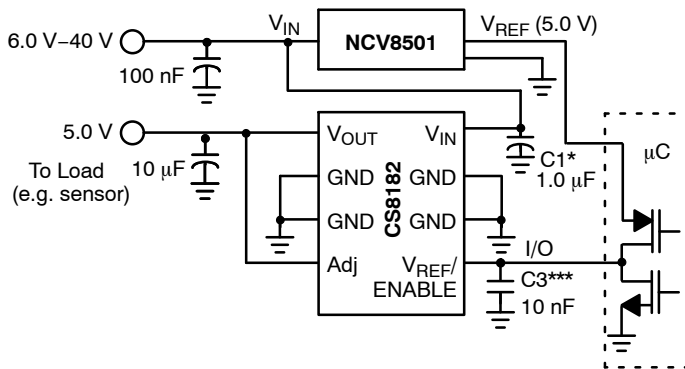 6.0 V–40 V
V_IN
NCV8501
V_REF (5.0 V)
100 nF
5.0 V
V_OUT
V_IN
C1*
1.0 μF
μC
To Load
(e.g. sensor)
10 μF
GND
GND
CS8182
GND
GND
I/O
Adj
V_REF/
ENABLE
C3***
10 nF